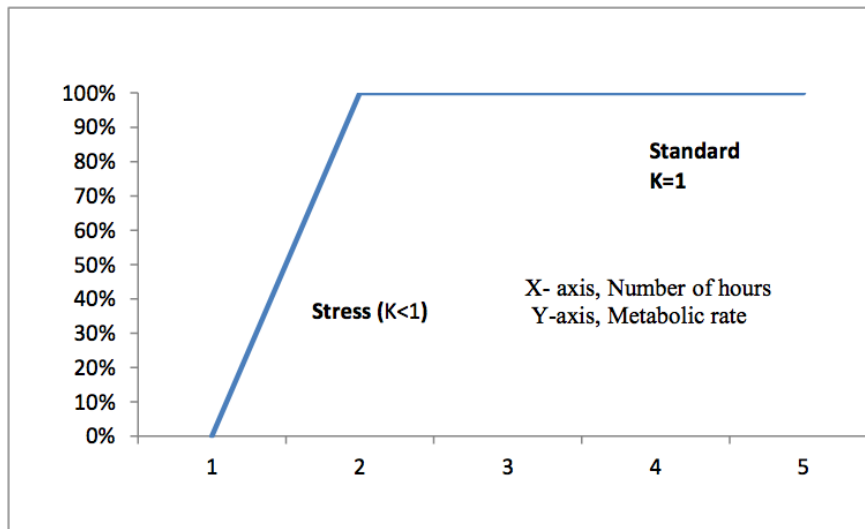 100%
90%
80%
70%
60%
50%
40%
30%
20%
10%
0%
Standard
K=1
X- axis, Number of hours
Y-axis, Metabolic rate
Stress (K<1)
1 2 3 4 5